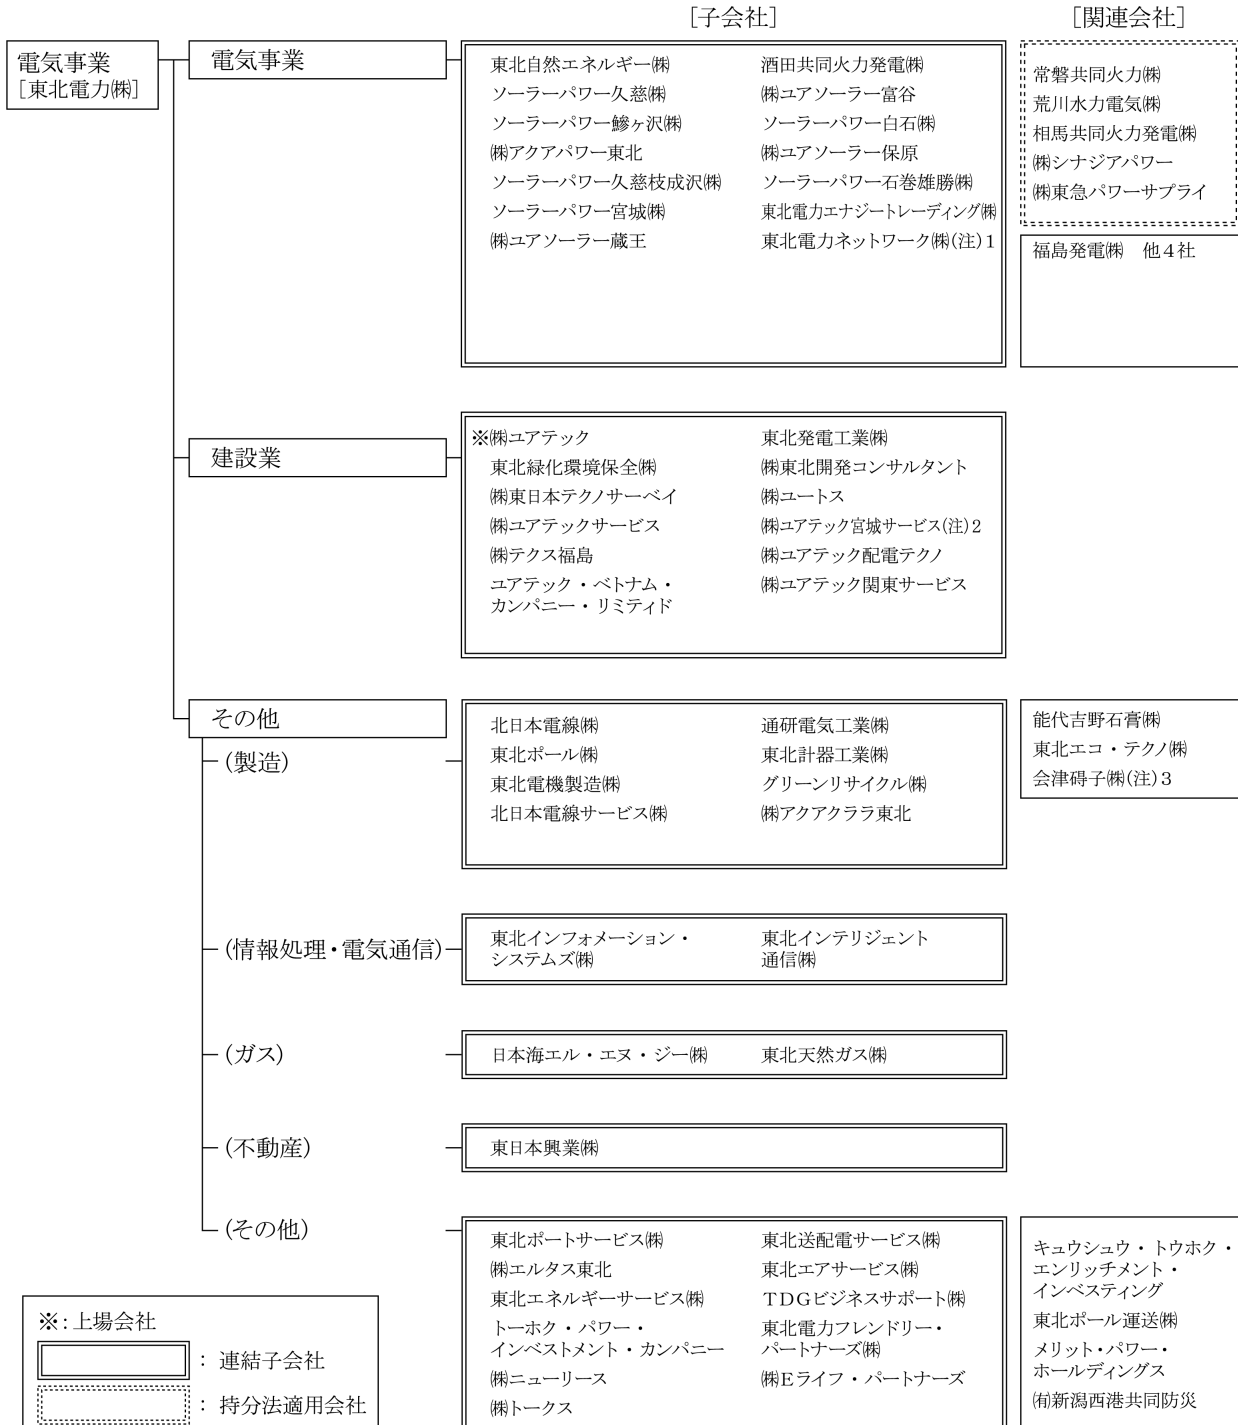 [子会社]
[関連会社]
電気事業
[東北電力㈱]
電気事業
東北自然エネルギー㈱
ソーラーパワー久慈㈱
ソーラーパワー鰺ヶ沢㈱
㈱アクアパワー東北
ソーラーパワー久慈枝成沢㈱
ソーラーパワー宮城㈱
㈱ユアソーラー蔵王
酒田共同火力発電㈱
㈱ユアソーラー富谷
ソーラーパワー白石㈱
㈱ユアソーラー保原
ソーラーパワー石巻雄勝㈱
東北電力エナジートレーディング㈱
東北電力ネットワーク㈱(注)1
常磐共同火力㈱
荒川水力電気㈱
相馬共同火力発電㈱
㈱シナジアパワー
㈱東急パワーサプライ
福島発電㈱　他4社
建設業
※㈱ユアテック
東北緑化環境保全㈱
㈱東日本テクノサーベイ
㈱ユアテックサービス
㈱テクス福島
ユアテック・ベトナム・
カンパニー・リミティド
東北発電工業㈱
㈱東北開発コンサルタント
㈱ユートス
㈱ユアテック宮城サービス(注)2
㈱ユアテック配電テクノ
㈱ユアテック関東サービス
その他
(製造)
北日本電線㈱
東北ポール㈱
東北電機製造㈱
北日本電線サービス㈱
通研電気工業㈱
東北計器工業㈱
グリーンリサイクル㈱
㈱アクアクララ東北
能代吉野石膏㈱
東北エコ・テクノ㈱
会津碍子㈱(注)3
(情報処理・電気通信)
東北インフォメーション・
システムズ㈱
東北インテリジェント
通信㈱
(ガス)
日本海エル・エヌ・ジー㈱
東北天然ガス㈱
(不動産)
東日本興業㈱
(その他)
東北ポートサービス㈱
㈱エルタス東北
東北エネルギーサービス㈱
トーホク・パワー・
インベストメント・カンパニー
㈱ニューリース
㈱トークス
東北送配電サービス㈱
東北エアサービス㈱
TDGビジネスサポート㈱
東北電力フレンドリー・
パートナーズ㈱
㈱Eライフ・パートナーズ
キュウシュウ・トウホク・
エンリッチメント・
インベスティング
東北ポール運送㈱
メリット・パワー・
ホールディングス
㈲新潟西港共同防災
※:上場会社
：連結子会社
：持分法適用会社